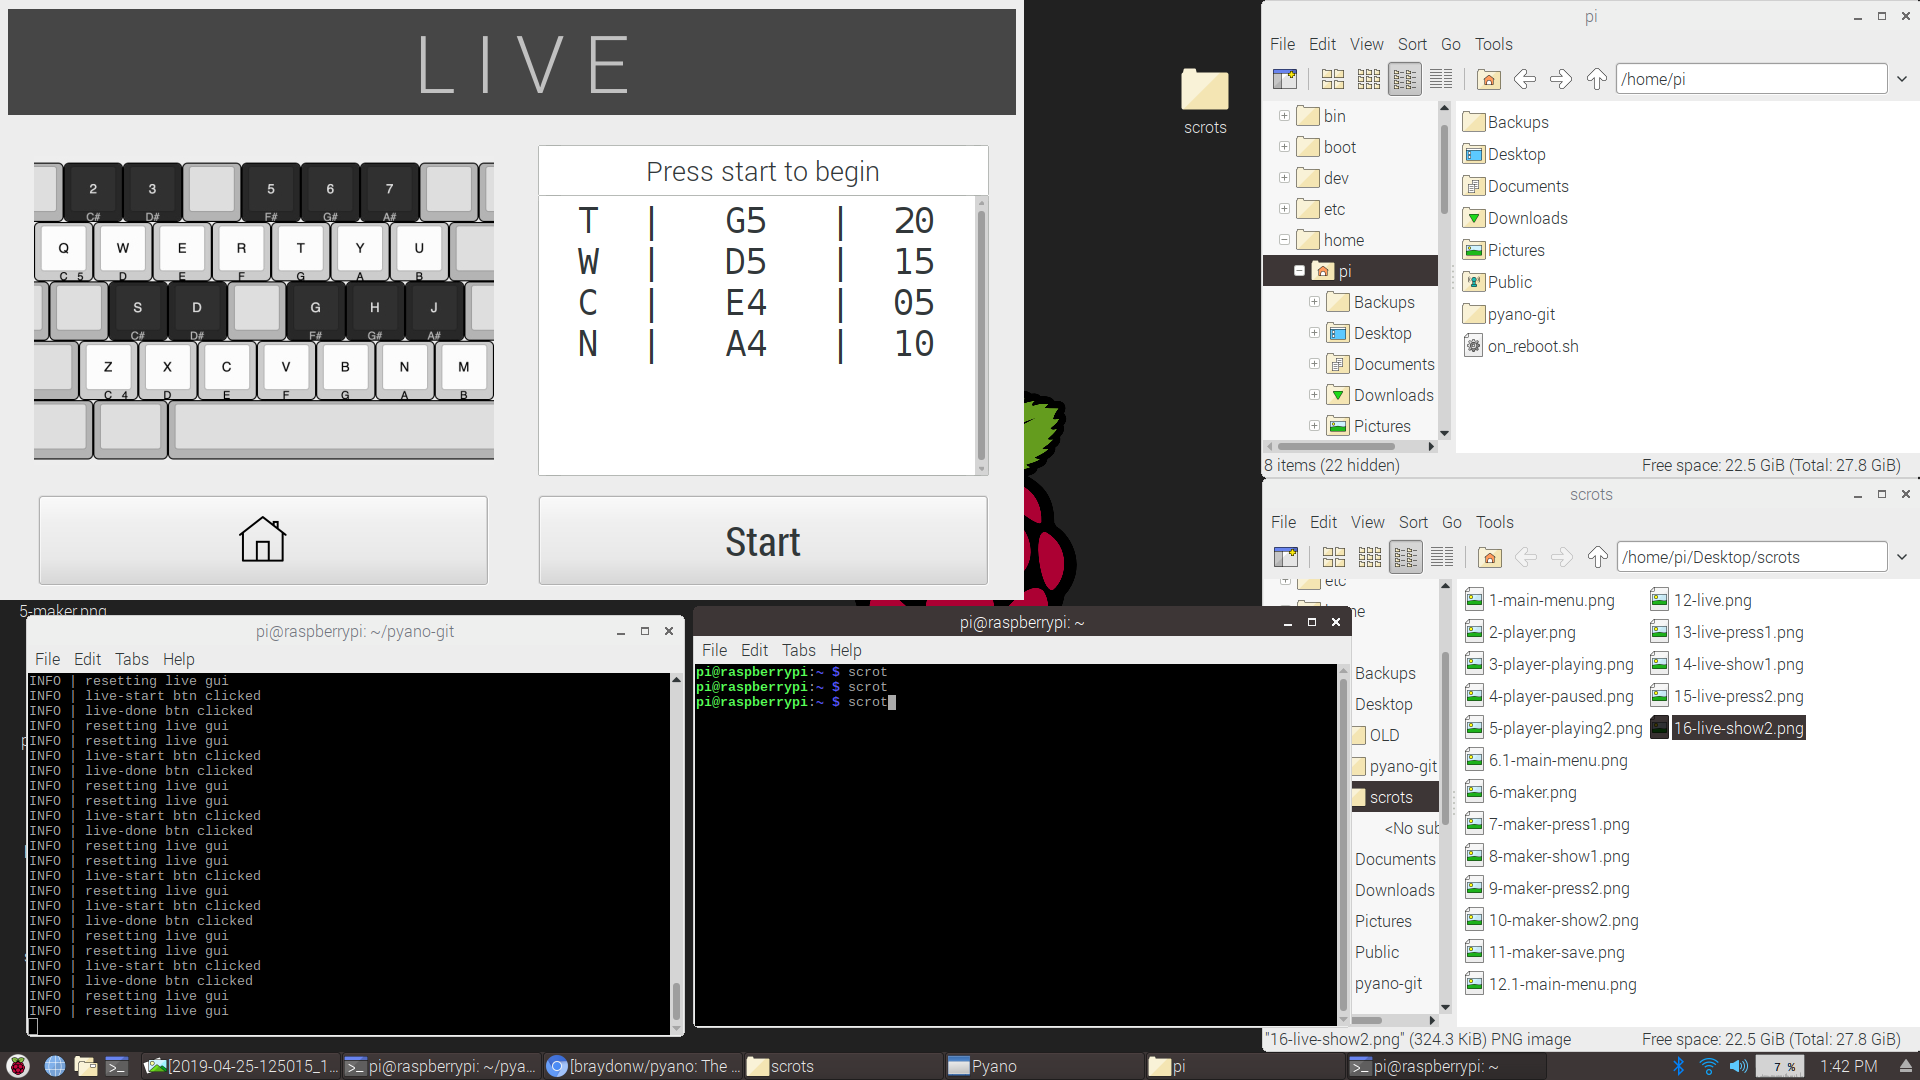 LIVE
2 3 5 6 7
C# D# F# G# A#
Q W E R T Y U
C 5 D E F G A B
S D G H J
C# D# F# G# A#
Z X C V B N M
C 4 D E F G A B
Press start to begin
T | G5 | 20
W | D5 | 15
C | E4 | 05
N | A4 | 10
Start
scrots
pi
File Edit View Sort Go Tools
/home/pi
bin
boot
dev
etc
home
pi
Backups
Desktop
Documents
Downloads
Pictures
Backups
Desktop
Documents
Downloads
Pictures
Public
pyano-git
on_reboot.sh
8 items (22 hidden)
Free space: 22.5 GiB (Total: 27.8 GiB)
scrots
File Edit View Sort Go Tools
/home/pi/Desktop/scrots
etc
Backups
Desktop
OLD
pyano-git
scrots
<No sub
Documents
Downloads
Pictures
Public
pyano-git
1-main-menu.png
2-player.png
3-player-playing.png
4-player-paused.png
5-player-playing2.png
6.1-main-menu.png
6-maker.png
7-maker-press1.png
8-maker-show1.png
9-maker-press2.png
10-maker-show2.png
11-maker-save.png
12.1-main-menu.png
12-live.png
13-live-press1.png
14-live-show1.png
15-live-press2.png
16-live-show2.png
"16-live-show2.png" (324.3 KiB) PNG image
Free space: 22.5 GiB (Total: 27.8 GiB)
5-maker.png
pi@raspberrypi: ~/pyano-git
File Edit Tabs Help
INFO | resetting live gui
INFO | live-start btn clicked
INFO | live-done btn clicked
INFO | resetting live gui
INFO | resetting live gui
INFO | live-start btn clicked
INFO | live-done btn clicked
INFO | resetting live gui
INFO | resetting live gui
INFO | live-start btn clicked
INFO | live-done btn clicked
INFO | resetting live gui
INFO | resetting live gui
INFO | live-start btn clicked
INFO | resetting live gui
INFO | live-start btn clicked
INFO | live-done btn clicked
INFO | resetting live gui
INFO | resetting live gui
INFO | live-start btn clicked
INFO | live-done btn clicked
INFO | resetting live gui
INFO | resetting live gui
pi@raspberrypi: ~
File Edit Tabs Help
pi@raspberrypi:~ $ scrot
pi@raspberrypi:~ $ scrot
pi@raspberrypi:~ $ scrot
[2019-04-25-125015_1...
pi@raspberrypi: ~/pya...
[braydonw/pyano: The ...
scrots
Pyano
pi
pi@raspberrypi: ~
7 %
1:42 PM